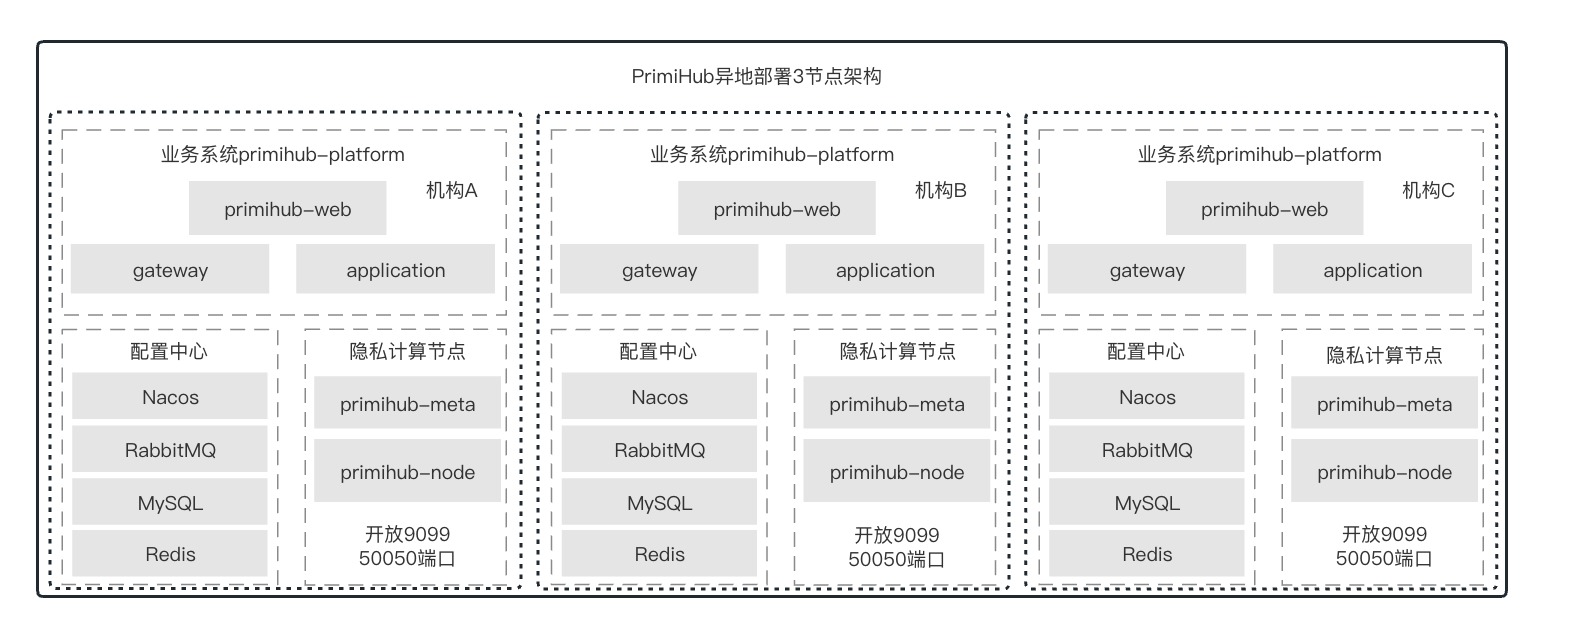 PrimiHub异地部署3节点架构
业务系统primihub-platform
机构A
primihub-web
gateway
application
配置中心
Nacos
RabbitMQ
MySQL
Redis
隐私计算节点
primihub-meta
primihub-node
开放9099
50050端口
业务系统primihub-platform
机构B
primihub-web
gateway
application
配置中心
Nacos
RabbitMQ
MySQL
Redis
隐私计算节点
primihub-meta
primihub-node
开放9099
50050端口
业务系统primihub-platform
机构C
primihub-web
gateway
application
配置中心
Nacos
RabbitMQ
MySQL
Redis
隐私计算节点
primihub-meta
primihub-node
开放9099
50050端口